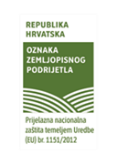 REPUBLIKA
HRVATSKA
OZNAKA
ZEMLJOPISNOG
PODRIJETLA
Prijelazna nacionalna
zaštita temeljem Uredbe
(EU) br. 1151/2012